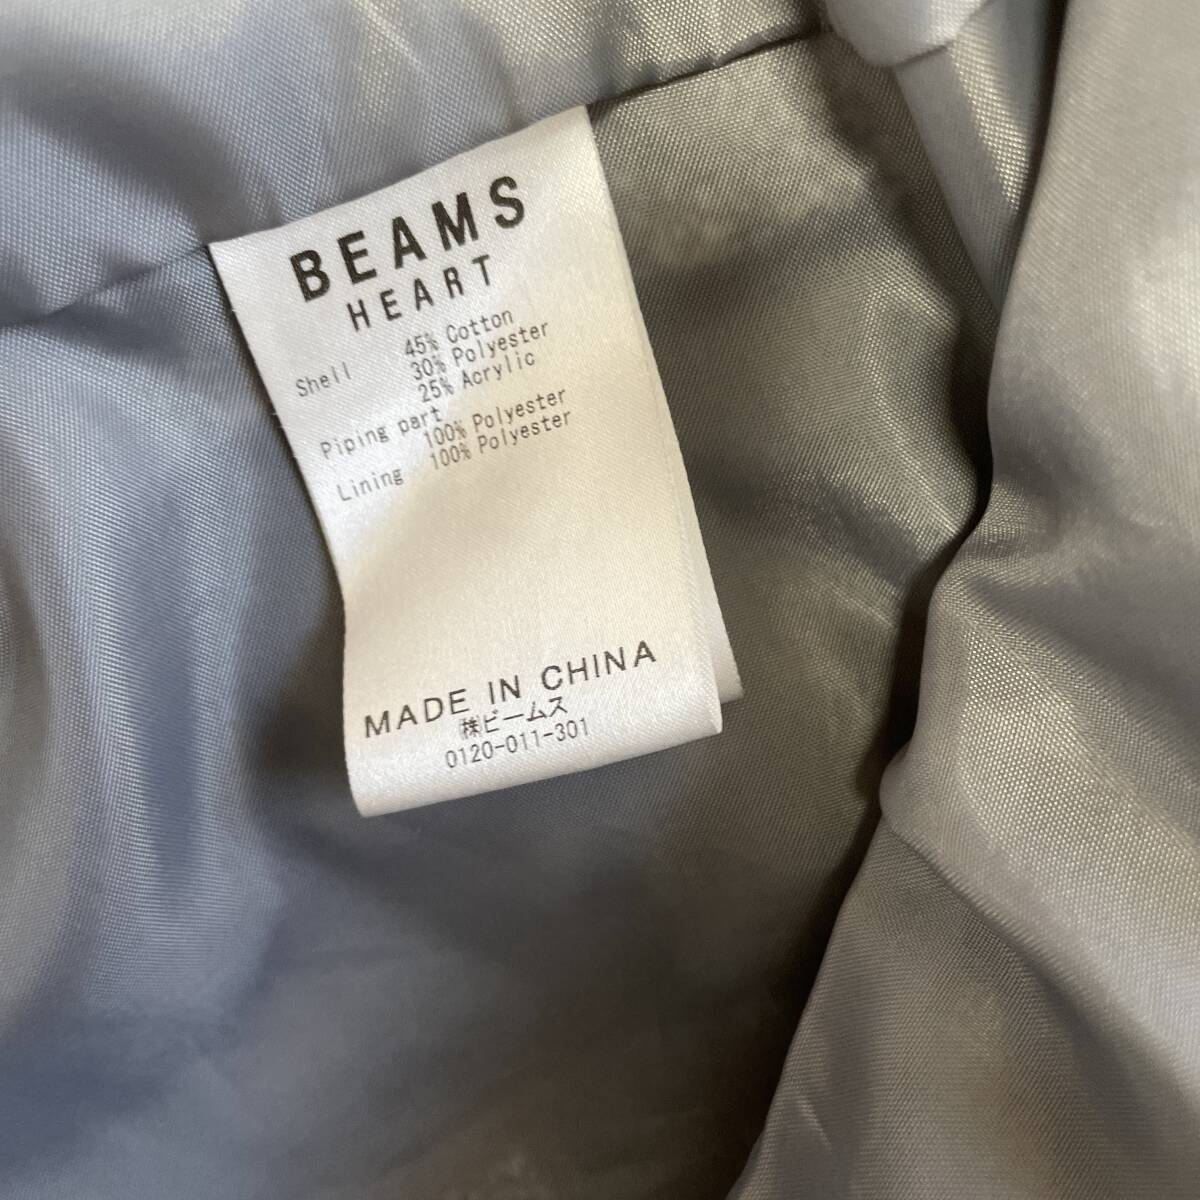 BEAMS
HEART
Shell 45% Cotton
30% Polyester
25% Acrylic
Piping part
100% Polyester
Lining 100% Polyester
MADE IN CHINA
㈱ビームス
0120-011-301